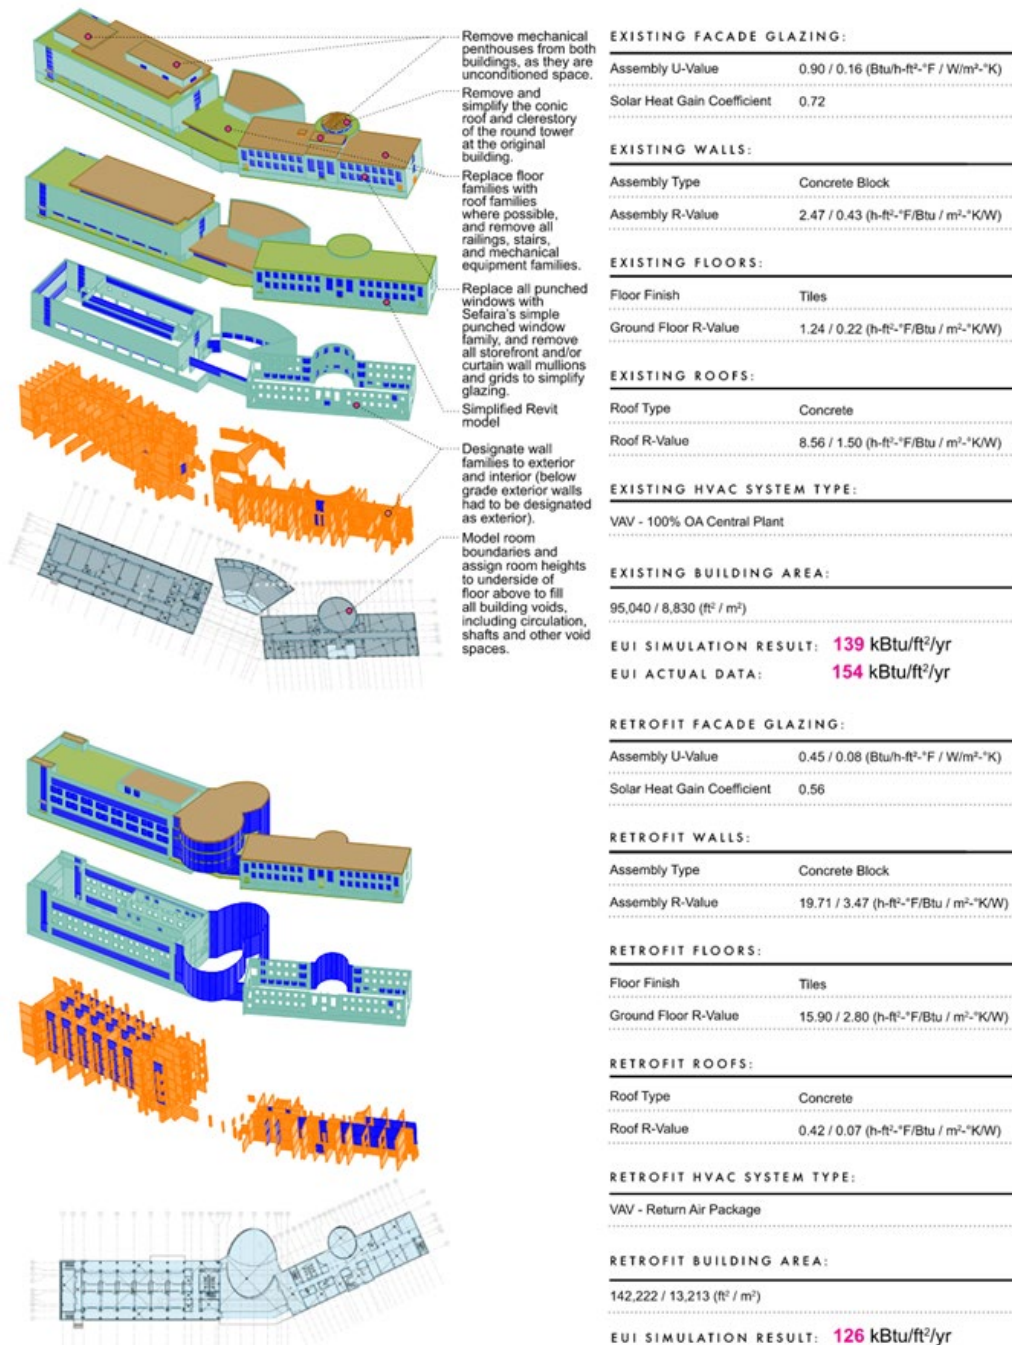 Remove mechanical
penthouses from both
buildings, as they are
unconditioned space.
Remove and
simplify the conic
roof and clerestory
of the round tower
at the original
building.
Replace floor
families with
roof families
where possible,
and remove all
railings, stairs,
and mechanical
equipment families.
Replace all punched
windows with
Sefaira's simple
punched window
family, and remove
all storefront and/or
curtain wall mullions
and grids to simplify
glazing.
Simplified Revit
model
Designate wall
families to exterior
and interior (below
grade exterior walls
had to be designated
as exterior).
Model room
boundaries and
assign room heights
to underside of
floor above to fill
all building voids,
including circulation,
shafts and other void
spaces.
EXISTING FACADE GLAZING:
Assembly U-Value 0.90 / 0.16 (Btu/h-ft²-°F / W/m²-°K)
Solar Heat Gain Coefficient 0.72
EXISTING WALLS:
Assembly Type Concrete Block
Assembly R-Value 2.47 / 0.43 (h-ft²-°F/Btu / m²-°K/W)
EXISTING FLOORS:
Floor Finish Tiles
Ground Floor R-Value 1.24 / 0.22 (h-ft²-°F/Btu / m²-°K/W)
EXISTING ROOFS:
Roof Type Concrete
Roof R-Value 8.56 / 1.50 (h-ft²-°F/Btu / m²-°K/W)
EXISTING HVAC SYSTEM TYPE:
VAV - 100% OA Central Plant
EXISTING BUILDING AREA:
95,040 / 8,830 (ft² / m²)
EUI SIMULATION RESULT: 139 kBtu/ft²/yr
EUI ACTUAL DATA: 154 kBtu/ft²/yr
RETROFIT FACADE GLAZING:
Assembly U-Value 0.45 / 0.08 (Btu/h-ft²-°F / W/m²-°K)
Solar Heat Gain Coefficient 0.56
RETROFIT WALLS:
Assembly Type Concrete Block
Assembly R-Value 19.71 / 3.47 (h-ft²-°F/Btu / m²-°K/W)
RETROFIT FLOORS:
Floor Finish Tiles
Ground Floor R-Value 15.90 / 2.80 (h-ft²-°F/Btu / m²-°K/W)
RETROFIT ROOFS:
Roof Type Concrete
Roof R-Value 0.42 / 0.07 (h-ft²-°F/Btu / m²-°K/W)
RETROFIT HVAC SYSTEM TYPE:
VAV - Return Air Package
RETROFIT BUILDING AREA:
142,222 / 13,213 (ft² / m²)
EUI SIMULATION RESULT: 126 kBtu/ft²/yr